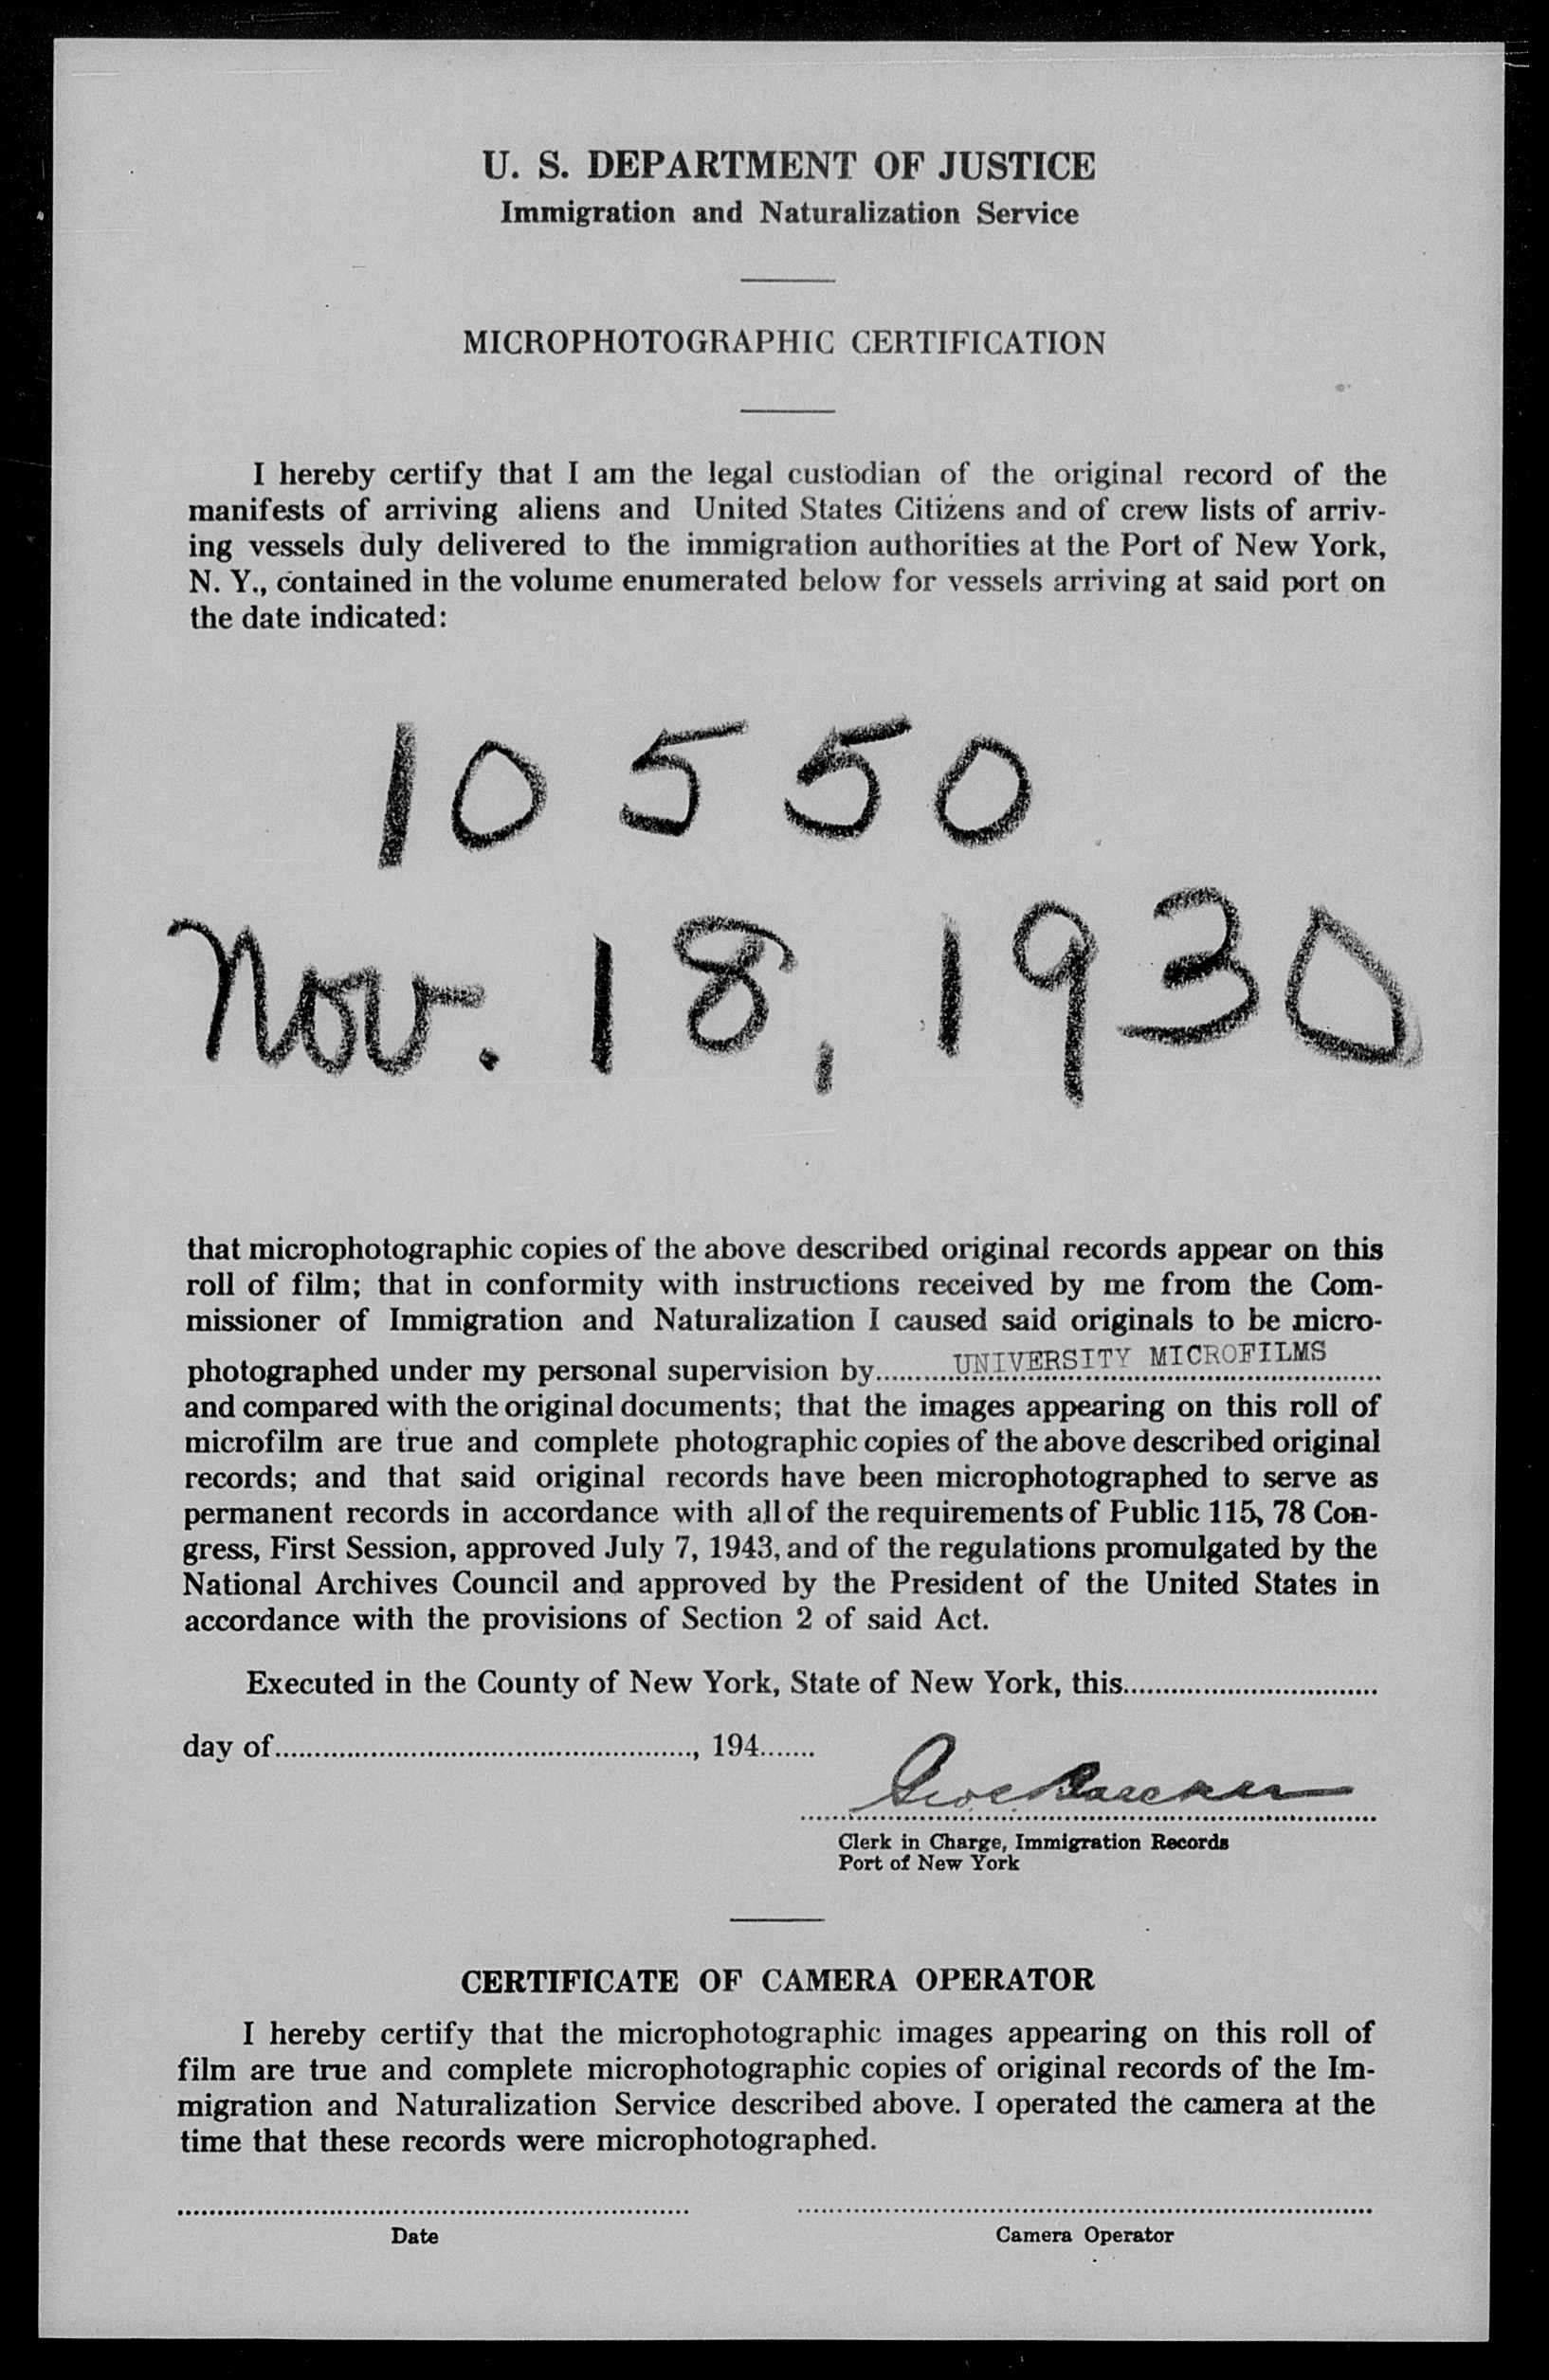 U. S. DEPARTMENT OF JUSTICE
Immigration and Naturalization Service
MICROPHOTOGRAPHIC CERTIFICATION
I hereby certify that I am the legal custodian of the original record of the
manifests of arriving aliens and United States Citizens and of crew lists of arriv-
ing vessels duly delivered to the immigration authorities at the Port of New York,
N. Y., contained in the volume enumerated below for vessels arriving at said port on
the date indicated:
10550
Nov. 18, 1930
that microphotographic copies of the above described original records appear on this
roll of film; that in conformity with instructions received by me from the Com-
missioner of Immigration and Naturalization I caused said originals to be micro-
photographed under my personal supervision by UNIVERSITY MICROFILMS
and compared with the original documents; that the images appearing on this roll of
microfilm are true and complete photographic copies of the above described original
records; and that said original records have been microphotographed to serve as
permanent records in accordance with all of the requirements of Public 115, 78 Con-
gress, First Session, approved July 7, 1943, and of the regulations promulgated by the
National Archives Council and approved by the President of the United States in
accordance with the provisions of Section 2 of said Act.
Executed in the County of New York, State of New York, this
day of , 194
Clerk in Charge, Immigration Records
Port of New York
CERTIFICATE OF CAMERA OPERATOR
I hereby certify that the microphotographic images appearing on this roll of
film are true and complete microphotographic copies of original records of the Im-
migration and Naturalization Service described above. I operated the camera at the
time that these records were microphotographed.
Date Camera Operator